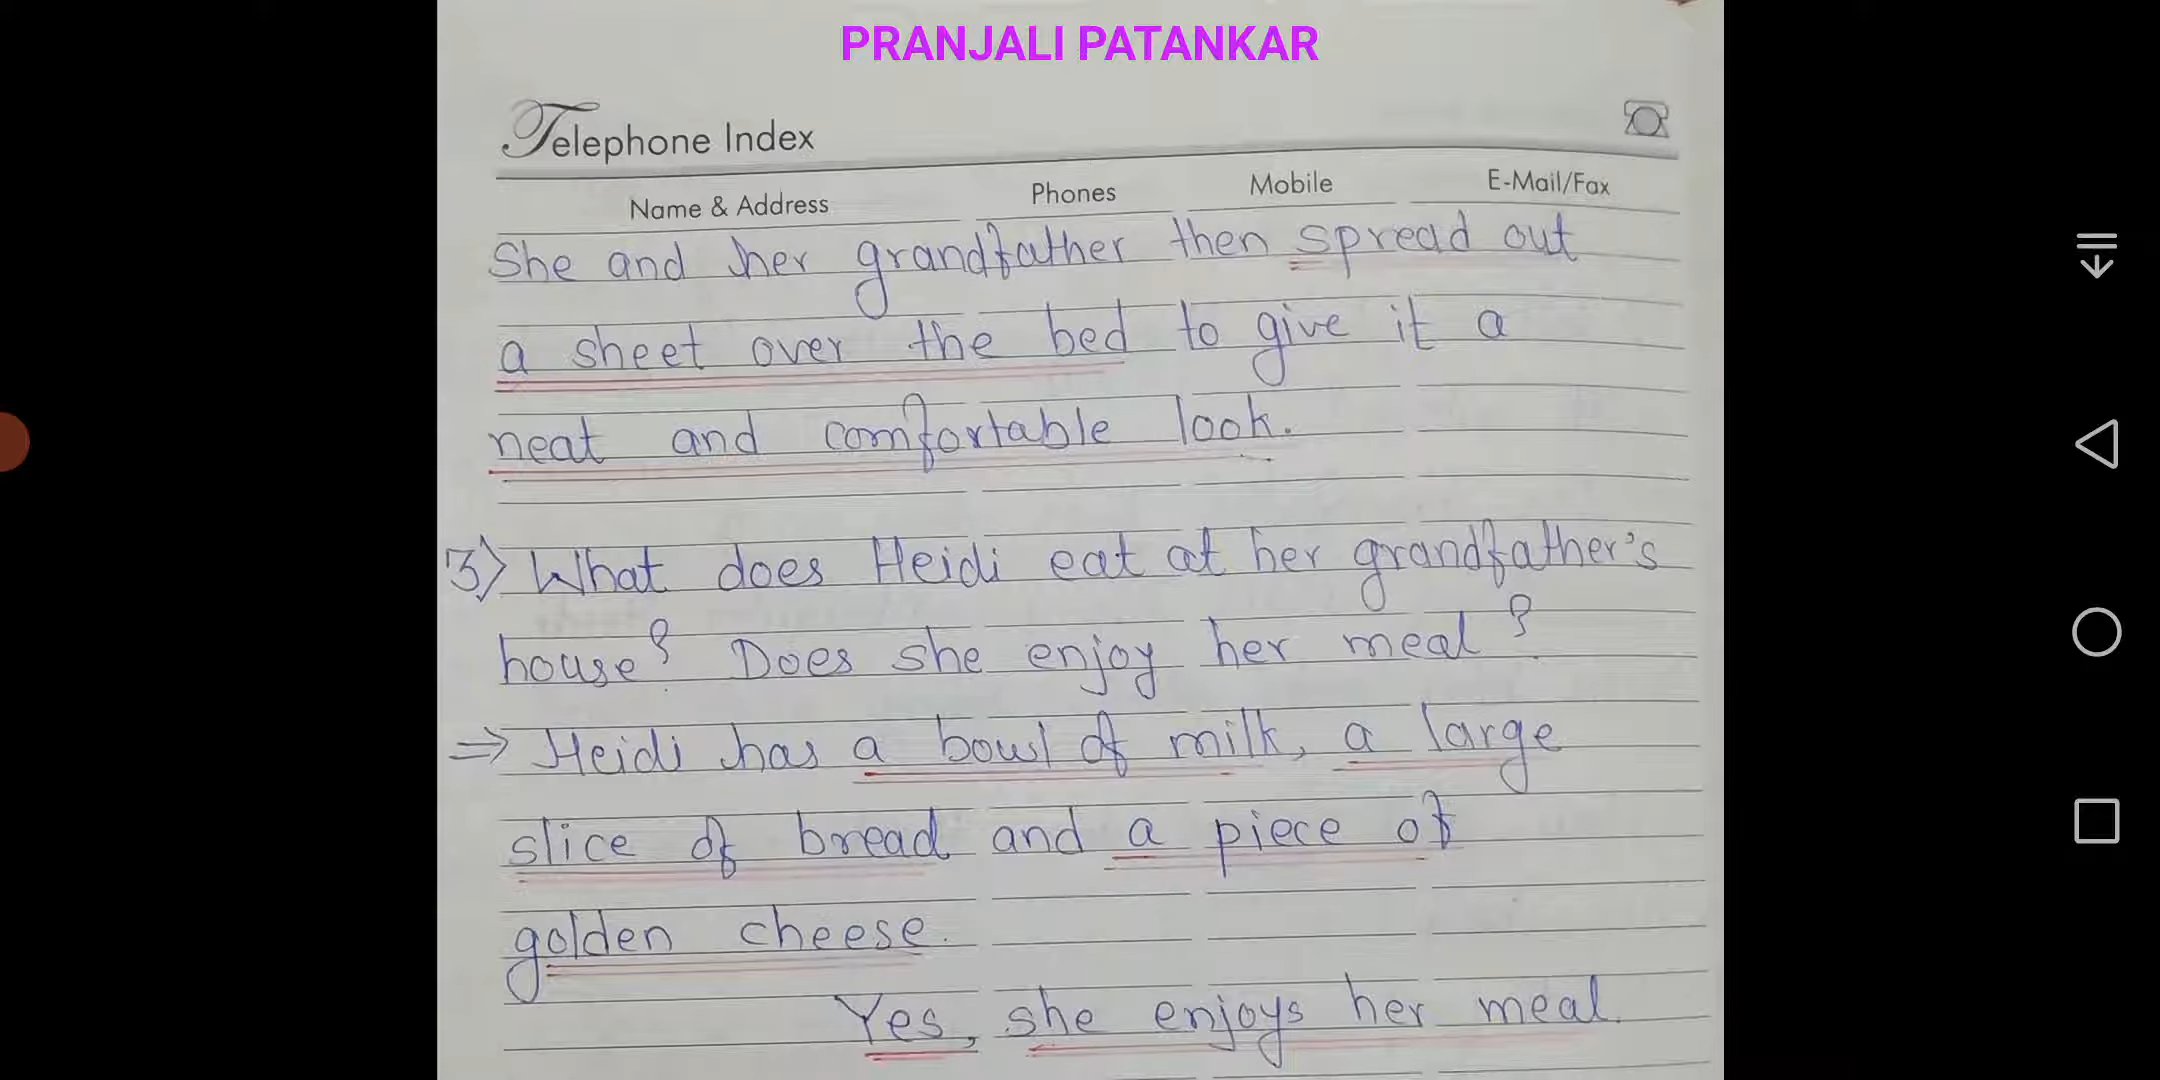 PRANJALI PATANKAR
Telephone Index
Name & Address Phones Mobile E-Mail/Fax
She and her grandfather then spread out
a sheet over the bed to give it a
neat and comfortable look.
3) What does Heidi eat at her grandfather's
house? Does she enjoy her meal?
⇒ Heidi has a bowl of milk, a large
slice of bread and a piece of
golden cheese.
Yes, she enjoys her meal.